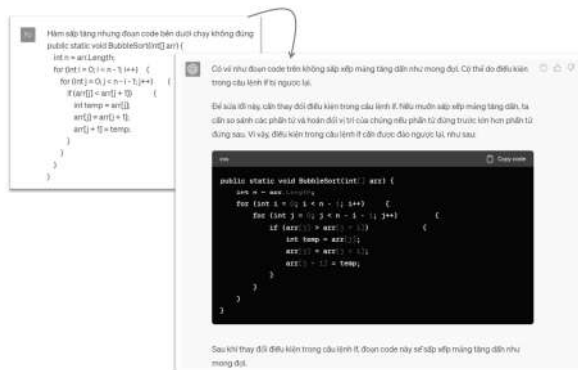 Hàm sắp tăng nhưng đoạn code bên dưới chạy không đúng
public static void BubbleSort(int[] arr) {
int n = arr.Length;
for (int i = 0; i < n - 1; i++) {
for (int j = 0; j < n - i - 1; j++) {
if (arr[j] < arr[j + 1]) {
int temp = arr[j];
arr[j] = arr[j + 1];
arr[j + 1] = temp;
}
}
}
}
Có vẻ như đoạn code trên không sắp xếp mảng tăng dần như mong đợi. Có thể do điều kiện
trong câu lệnh if bị ngược lại.
Để sửa lỗi này, cần thay đổi điều kiện trong câu lệnh if. Nếu muốn sắp xếp mảng tăng dần, ta
cần so sánh các phần tử và hoán đổi vị trí của chúng nếu phần tử đứng trước lớn hơn phần tử
đứng sau. Vì vậy, điều kiện trong câu lệnh if cần được đảo ngược lại, như sau:
css
Copy code
public static void BubbleSort(int[] arr) {
int n = arr.Length;
for (int i = 0; i < n - 1; i++) {
for (int j = 0; j < n - i - 1; j++) {
if (arr[j] > arr[j + 1]) {
int temp = arr[j];
arr[j] = arr[j + 1];
arr[j + 1] = temp;
}
}
}
}
Sau khi thay đổi điều kiện trong câu lệnh if, đoạn code này sẽ sắp xếp mảng tăng dần như
mong đợi.